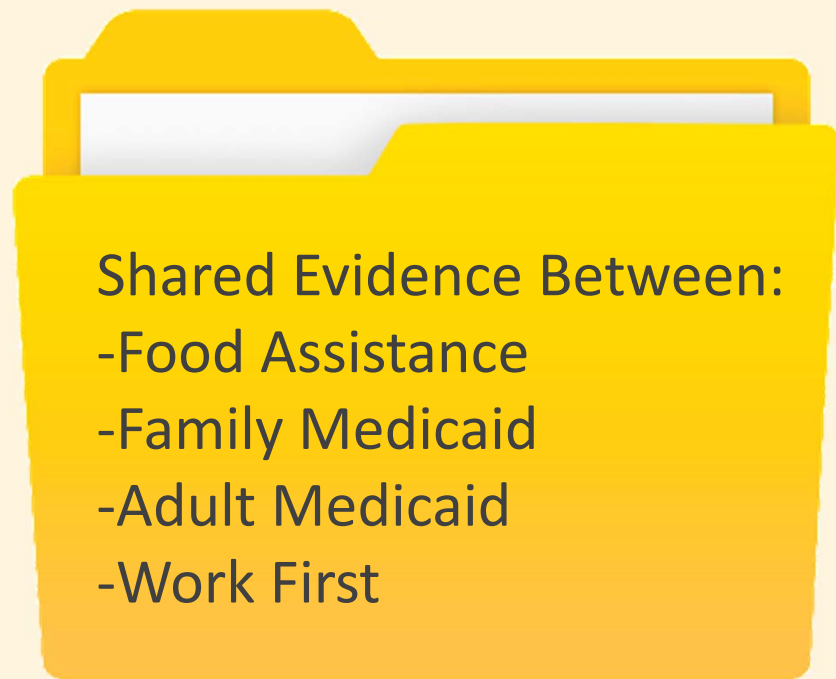 Shared Evidence Between:
-Food Assistance
-Family Medicaid
-Adult Medicaid
-Work First